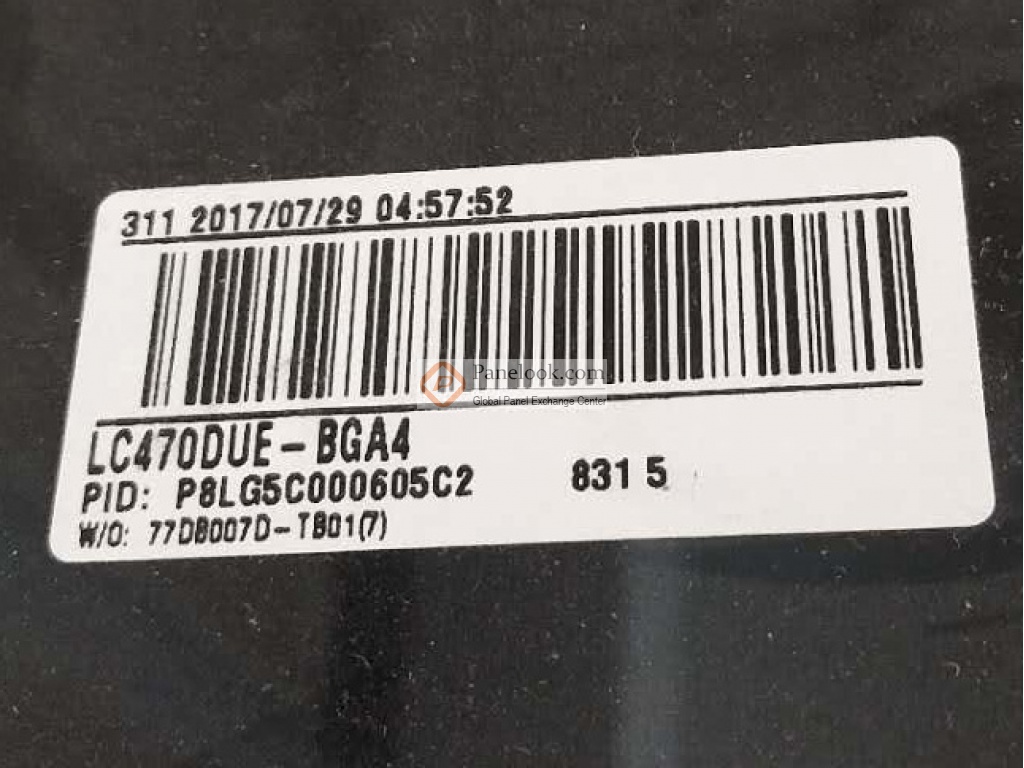 311 2017/07/29 04:57:52
Panelook.com
Global Panel Exchange Center
LC470DUE-BGA4
PID: P8LG5C000605C2
831 5
W/O: 77DB007D-TB01(7)